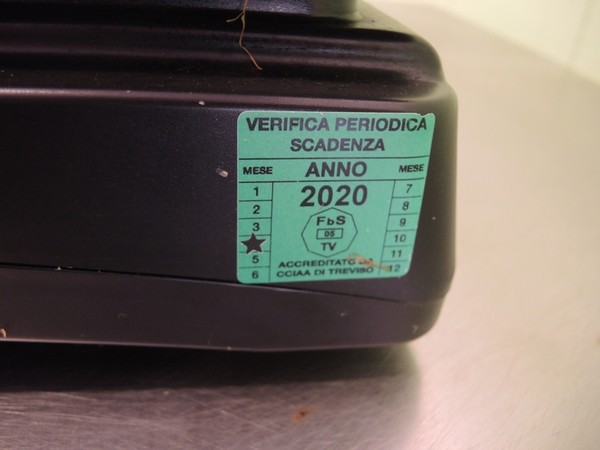 VERIFICA PERIODICA
SCADENZA
MESE ANNO MESE
2020
1 7
2 8
3 9
★ 10
5 11
6 12
FbS
05
TV
ACCREDITATO DA
CCIAA DI TREVISO